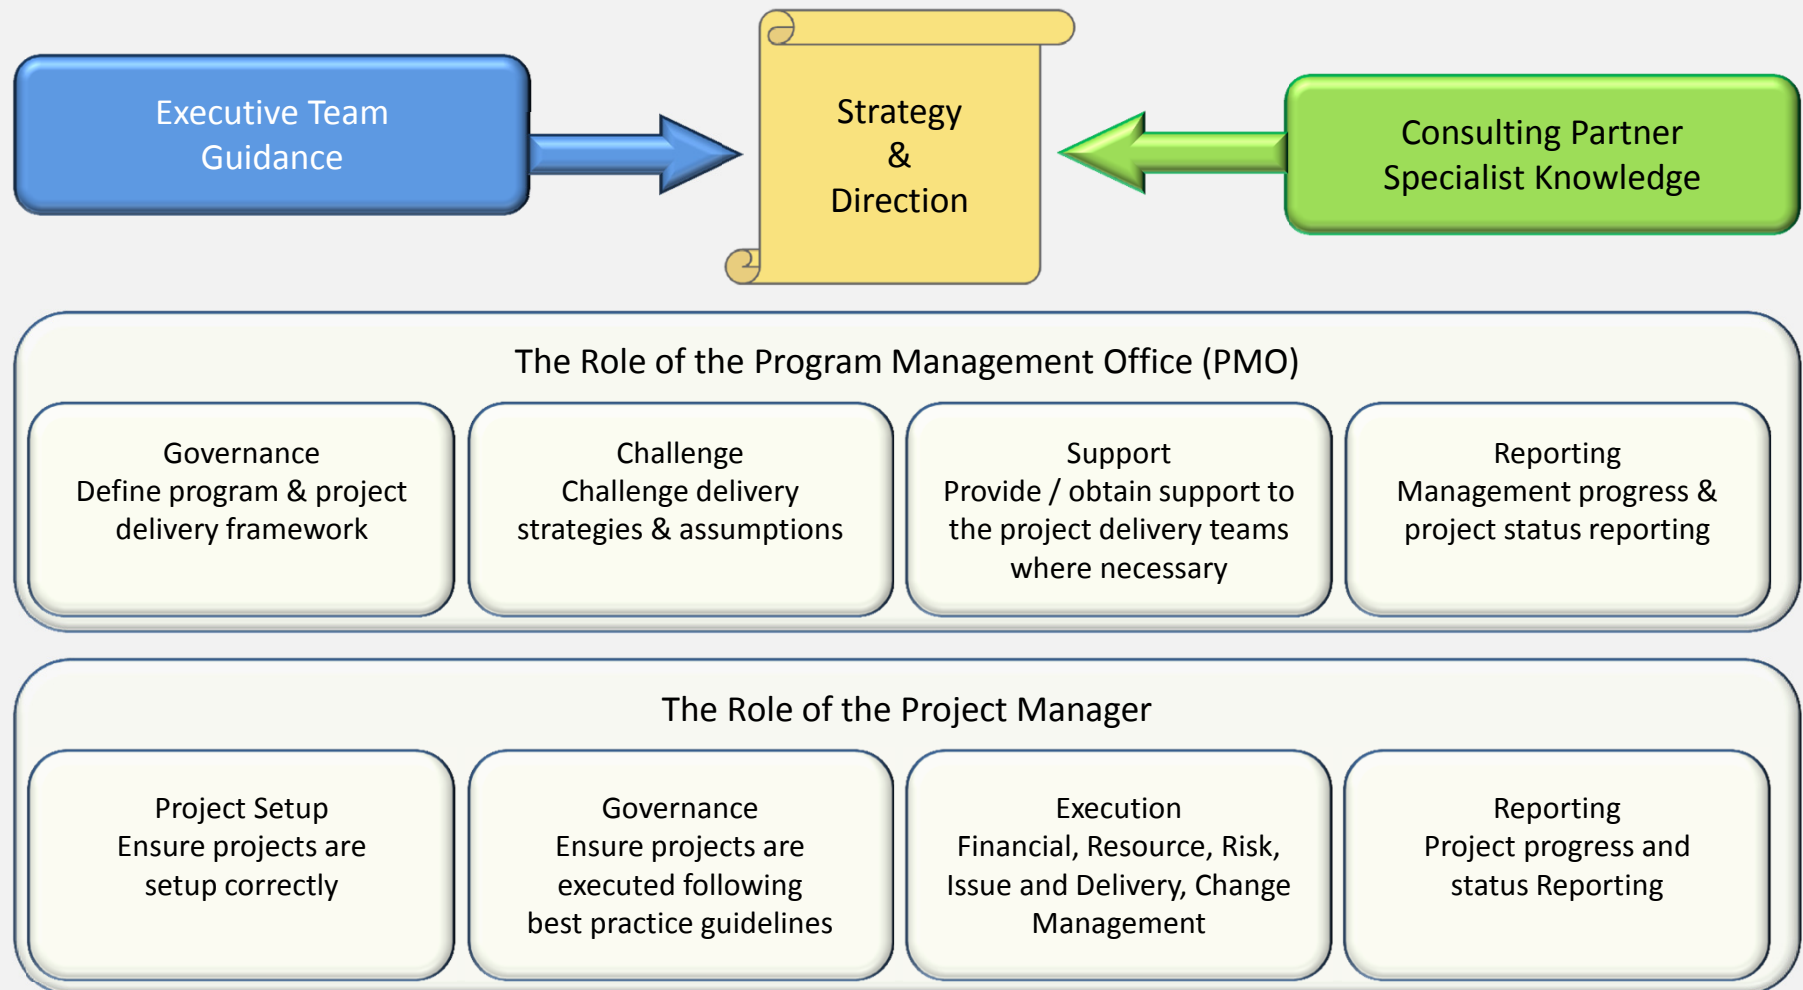 Executive Team
Guidance
Strategy
&
Direction
Consulting Partner
Specialist Knowledge
The Role of the Program Management Office (PMO)
Governance
Define program & project
delivery framework
Challenge
Challenge delivery
strategies & assumptions
Support
Provide / obtain support to
the project delivery teams
where necessary
Reporting
Management progress &
project status reporting
The Role of the Project Manager
Project Setup
Ensure projects are
setup correctly
Governance
Ensure projects are
executed following
best practice guidelines
Execution
Financial, Resource, Risk,
Issue and Delivery, Change
Management
Reporting
Project progress and
status Reporting